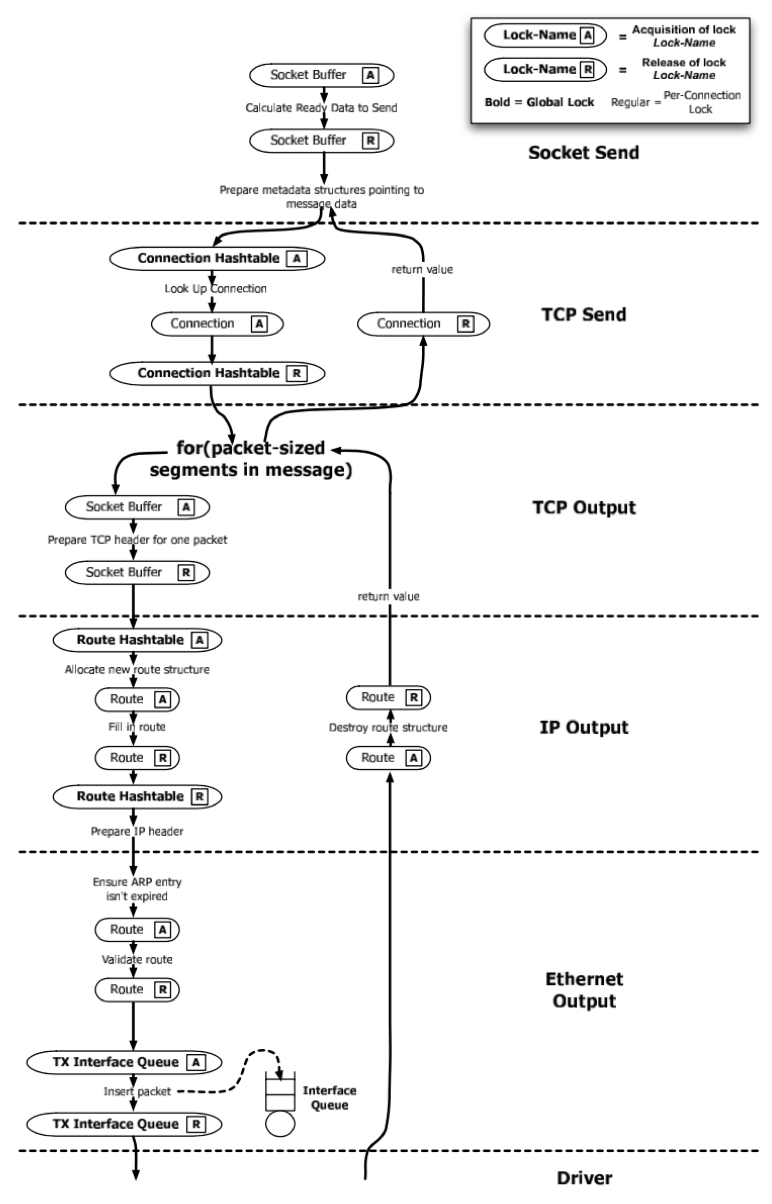 Lock-Name A = Acquisition of lock
Lock-Name
Lock-Name R = Release of lock
Lock-Name
Bold = Global Lock Regular = Per-Connection
Lock
Socket Buffer A
Calculate Ready Data to Send
Socket Buffer R
Socket Send
Prepare metadata structures pointing to
message data
Connection Hashtable A
return value
Look Up Connection
TCP Send
Connection A
Connection R
Connection Hashtable R
for(packet-sized
segments in message)
Socket Buffer A
TCP Output
Prepare TCP header for one packet
Socket Buffer R
return value
Route Hashtable A
Allocate new route structure
Route A
Route R
Fill in route
Destroy route structure
IP Output
Route R
Route A
Route Hashtable R
Prepare IP header
Ensure ARP entry
isn't expired
Route A
Validate route
Route R
Ethernet
Output
TX Interface Queue A
Insert packet
Interface
Queue
TX Interface Queue R
Driver